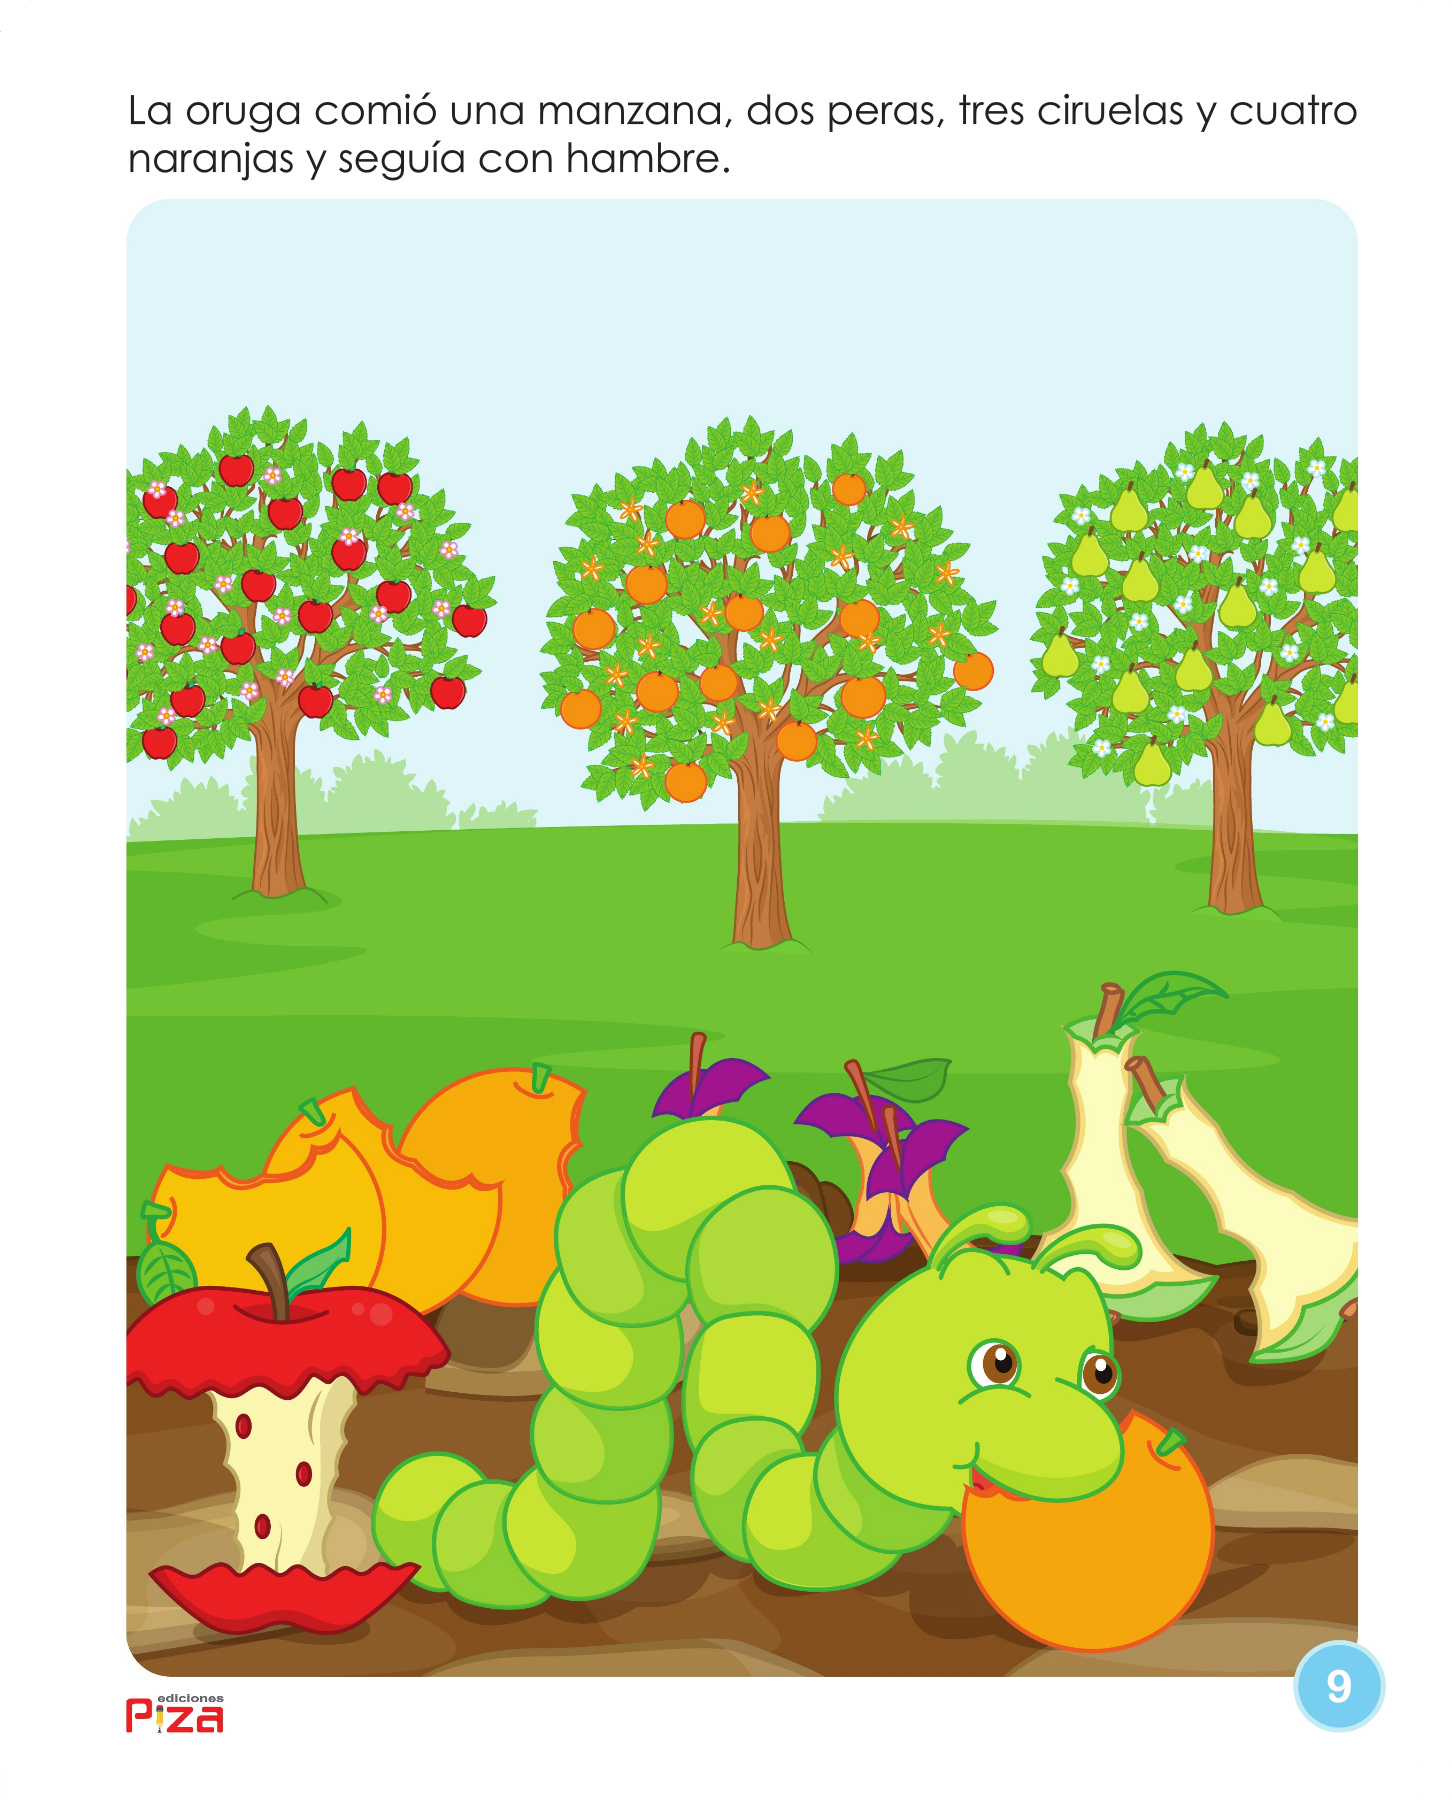 La oruga comió una manzana, dos peras, tres ciruelas y cuatro
naranjas y seguía con hambre.
ediciones
Piza
9